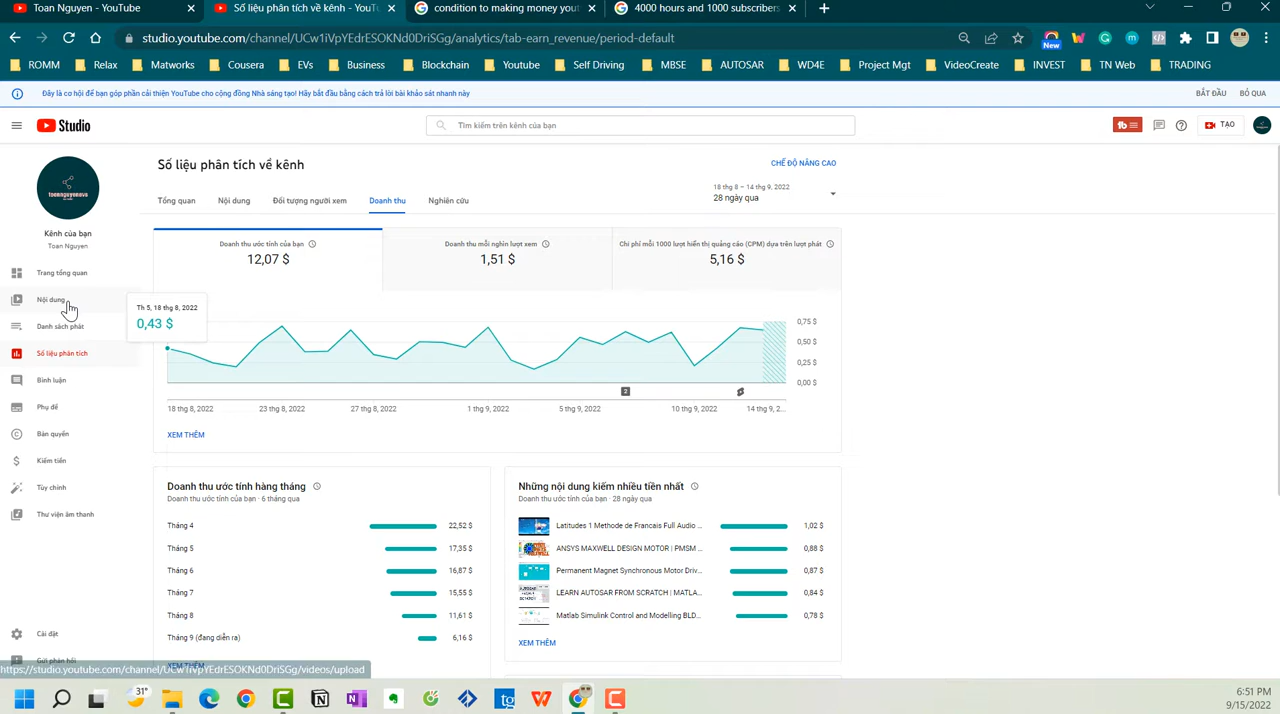 Toan Nguyen - YouTube
Số liệu phân tích về kênh - YouTu
condition to making money yout
4000 hours and 1000 subscribers
studio.youtube.com/channel/UCw1iVpYEdrESOKNd0DriSGg/analytics/tab-earn_revenue/period-default
New
ROMM
Relax
Matworks
Cousera
EVs
Business
Blockchain
Youtube
Self Driving
MBSE
AUTOSAR
WD4E
Project Mgt
VideoCreate
INVEST
TN Web
TRADING
Đây là cơ hội để bạn góp phần cải thiện YouTube cho cộng đồng Nhà sáng tạo! Hãy bắt đầu bằng cách trả lời bài khảo sát nhanh này
BẮT ĐẦU
BỎ QUA
Studio
Tìm kiếm trên kênh của bạn
TẠO
Kênh của bạn
Toan Nguyen
Trang tổng quan
Nội dung
Danh sách phát
Số liệu phân tích
Bình luận
Phụ đề
Bản quyền
Kiếm tiền
Tùy chỉnh
Thư viện âm thanh
Cài đặt
Gửi phản hồi
Số liệu phân tích về kênh
CHẾ ĐỘ NÂNG CAO
Tổng quan
Nội dung
Đối tượng người xem
Doanh thu
Nghiên cứu
18 thg 8 – 14 thg 9, 2022
28 ngày qua
Doanh thu ước tính của bạn
12,07 $
Doanh thu mỗi nghìn lượt xem
1,51 $
Chi phí mỗi 1000 lượt hiển thị quảng cáo (CPM) dựa trên lượt phát
5,16 $
Th 5, 18 thg 8, 2022
0,43 $
0,75 $
0,50 $
0,25 $
0,00 $
2
18 thg 8, 2022
23 thg 8, 2022
27 thg 8, 2022
1 thg 9, 2022
5 thg 9, 2022
10 thg 9, 2022
14 thg 9, 2...
XEM THÊM
Doanh thu ước tính hàng tháng
Doanh thu ước tính của bạn · 6 tháng qua
Tháng 4
22,52 $
Tháng 5
17,35 $
Tháng 6
16,87 $
Tháng 7
15,55 $
Tháng 8
11,61 $
Tháng 9 (đang diễn ra)
6,16 $
XEM THÊM
Những nội dung kiếm nhiều tiền nhất
Doanh thu ước tính của bạn · 28 ngày qua
Latitudes 1 Methode de Francais Full Audio ...
1,02 $
ANSYS MAXWELL DESIGN MOTOR | PMSM ...
0,88 $
Permanent Magnet Synchronous Motor Driv...
0,87 $
LEARN AUTOSAR FROM SCRATCH | MATLA...
0,84 $
Matlab Simulink Control and Modelling BLD...
0,78 $
XEM THÊM
https://studio.youtube.com/channel/UCw1iVpYEdrESOKNd0DriSGg/videos/upload
31°
6:51 PM
9/15/2022